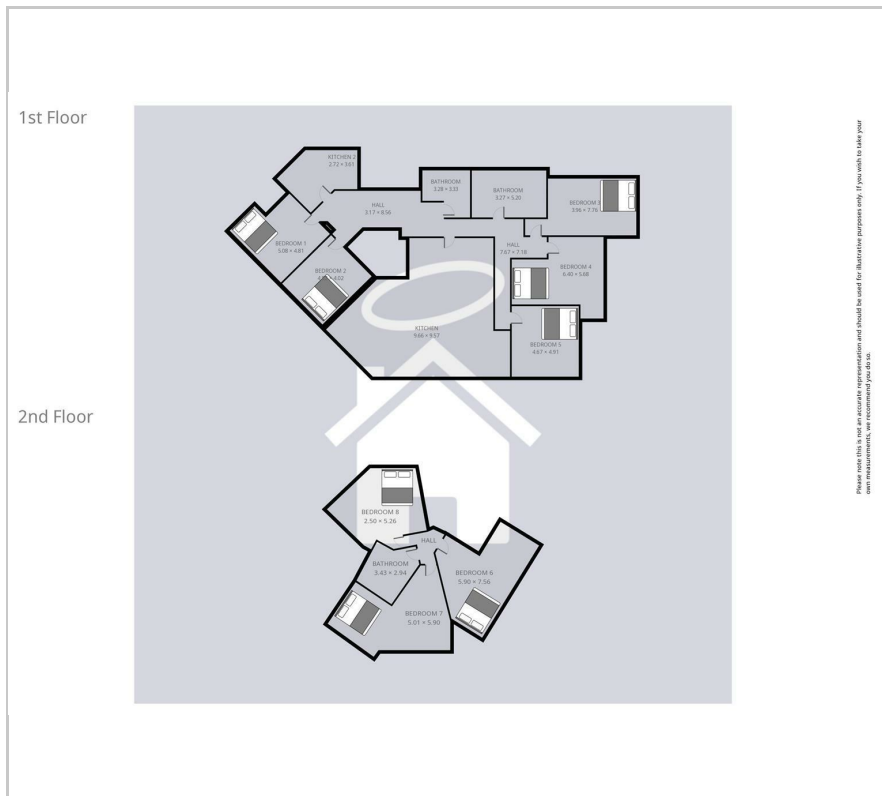 1st Floor
KITCHEN 2
2.72 × 3.61
BATHROOM
3.28 × 3.33
BATHROOM
3.27 × 5.20
HALL
3.17 × 8.56
BEDROOM 3
3.96 × 7.76
BEDROOM 1
5.08 × 4.81
HALL
7.67 × 7.18
BEDROOM 4
6.40 × 5.88
BEDROOM 2
4.02
KITCHEN
9.66 × 9.57
BEDROOM 5
4.67 × 4.91
2nd Floor
BEDROOM 8
2.50 × 5.26
HALL
BATHROOM
3.43 × 2.94
BEDROOM 6
5.90 × 7.56
BEDROOM 7
5.01 × 5.90
Please note this is not an accurate representation and should be used for illustrative purposes only. If you wish to take your
own measurements, we recommend you do so.